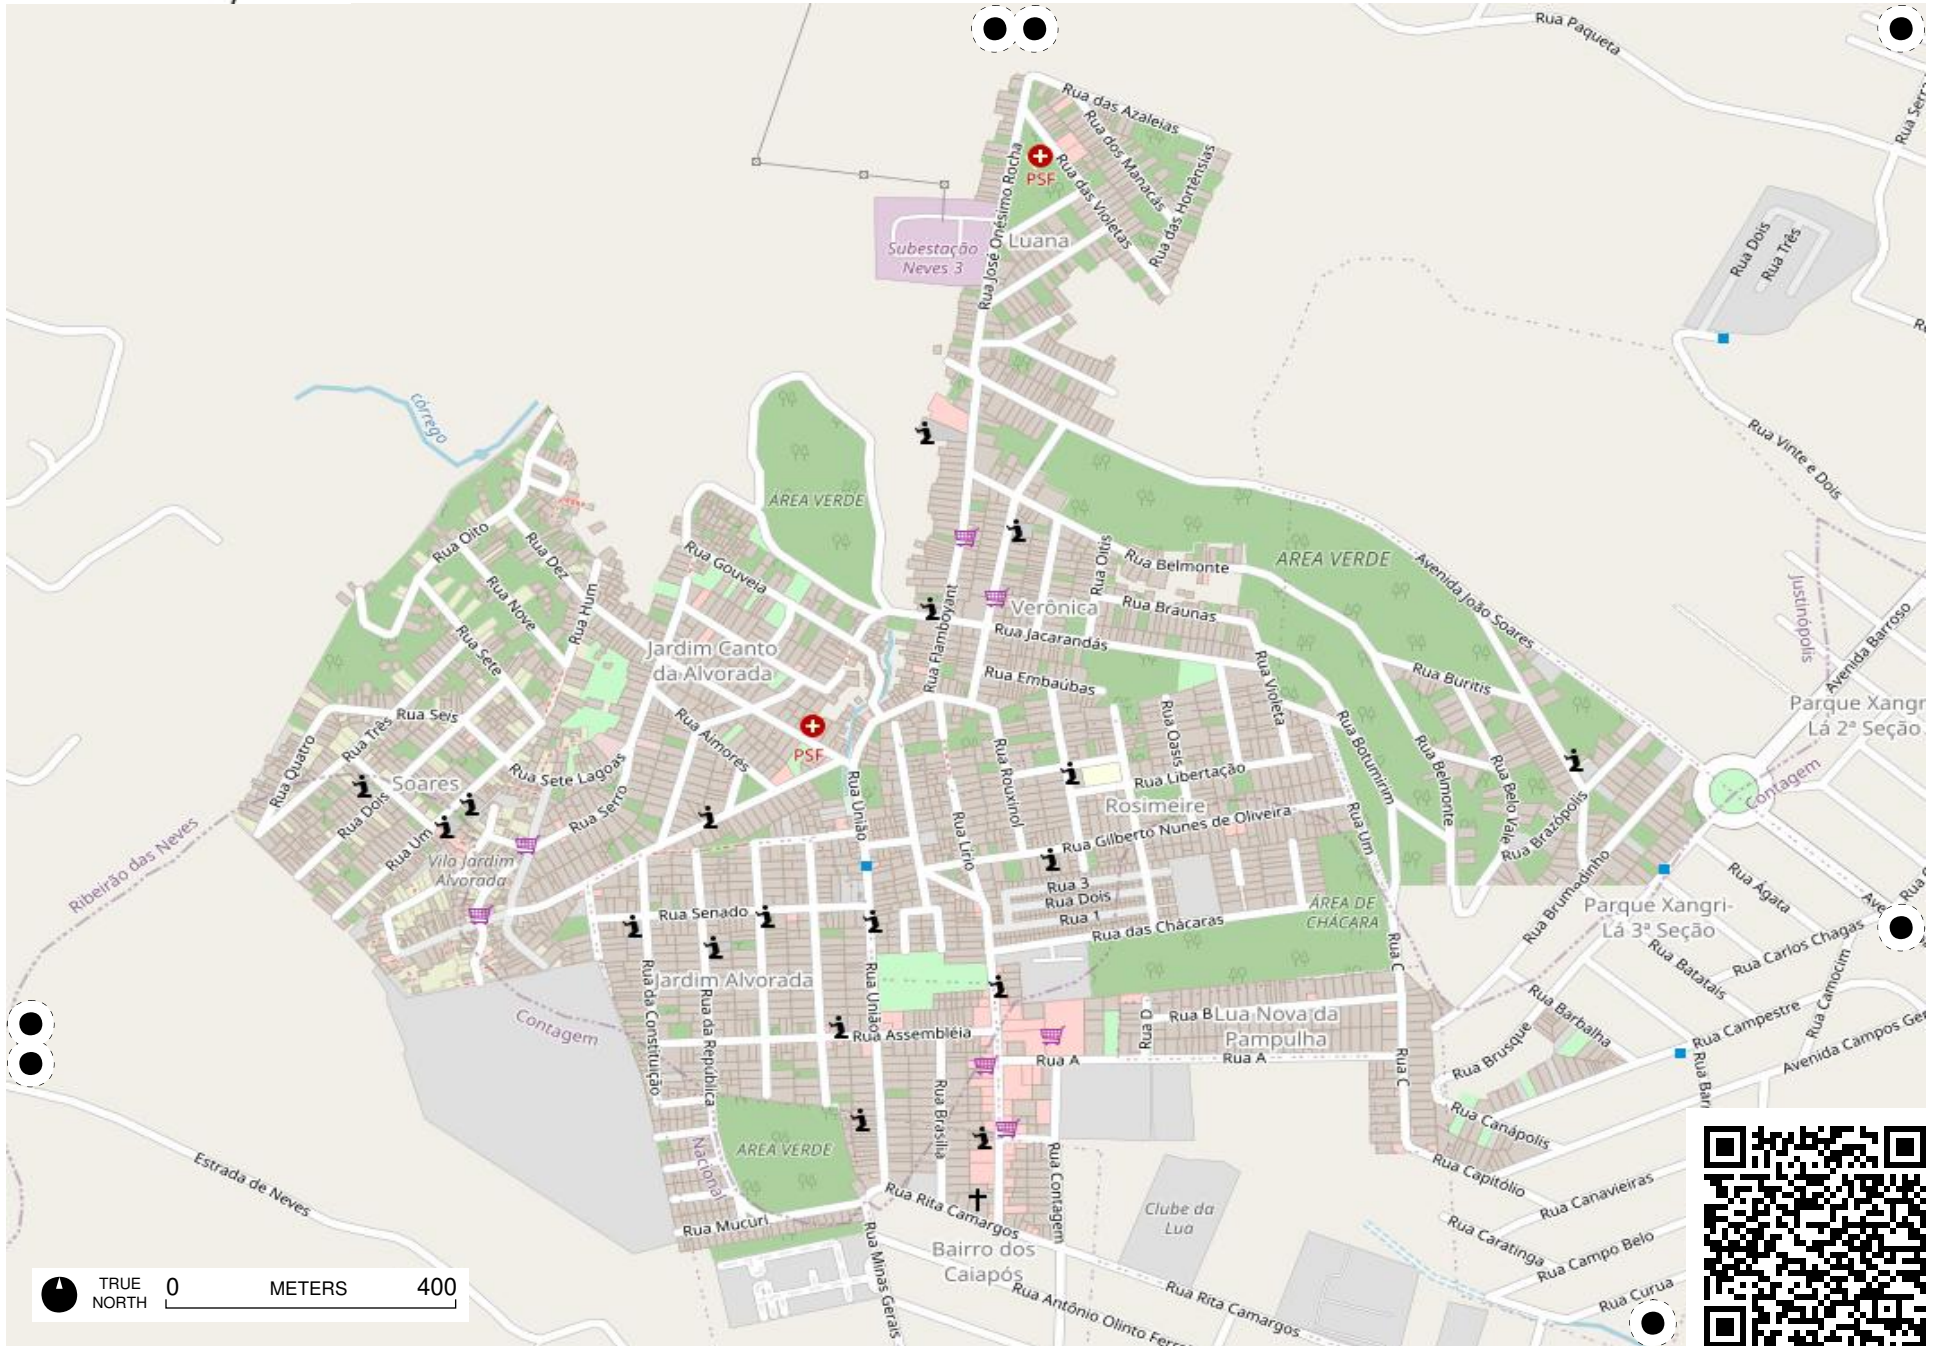 Rua Paqueta
Rua das Azaleias
Rua dos Manacás
Rua das Hortênsias
Rua das Violetas
PSF
Rua José Onésimo Rocha
Luana
Subestação
Neves 3
Rua Dois
Rua Três
Rua Vinte e Dois
córrego
ÁREA VERDE
Rua Oito
Rua Dez
Rua Nove
Rua Hum
Rua Sete
Rua Gouveia
Jardim Canto
da Alvorada
Rua Flamboyant
Verônica
Rua Oitis
Rua Belmonte
Rua Braunas
Rua Jacarandás
Rua Embaúbas
AREA VERDE
Avenida João Soares
Justinópolis
Avenida Barroso
Parque Xangr
Lá 2ª Seção
Contagem
Rua Buritis
Rua Violeta
Rua Botumirim
Rua Belmonte
Rua Belo Vale
Rua Brazópolis
Rua Brumadinho
Rua Seis
Rua Três
Rua Quatro
Soares
Rua Dois
Rua Um
Vila Jardim
Alvorada
Ribeirão das Neves
Rua Sete Lagoas
Rua Serro
Rua Aimorés
PSF
Rua União
Rua Lírio
Rua Rouxinol
Rua Oasis
Rua Libertação
Rosimeire
Rua Gilberto Nunes de Oliveira
Rua Um
Rua 3
Rua Dois
Rua 1
Rua das Chácaras
ÁREA DE
CHÁCARA
Rua C
Parque Xangri-
Lá 3ª Seção
Rua Ágata
Rua Carlos Chagas
Rua Batatais
Rua Camocim
Rua Barbalha
Rua Campestre
Rua Brusque
Avenida Campos Ger
Rua Senado
Jardim Alvorada
Rua da Constituição
Rua da República
Rua União
Rua Assembléia
Rua Brasília
Rua A
Rua A
Rua B
Rua D
Lua Nova da
Pampulha
Rua C
Contagem
Nacional
AREA VERDE
Rua Mucuri
Rua Rita Camargos
Rua Contagem
Bairro dos
Caiapós
Rua Minas Gerais
Rua Antônio Olinto Ferre
Rua Rita Camargos
Clube da
Lua
Rua Canápolis
Rua Capitólio
Rua Canavieiras
Rua Caratinga
Rua Campo Belo
Rua Curua
Estrada de Neves
TRUE
NORTH
0 METERS 400